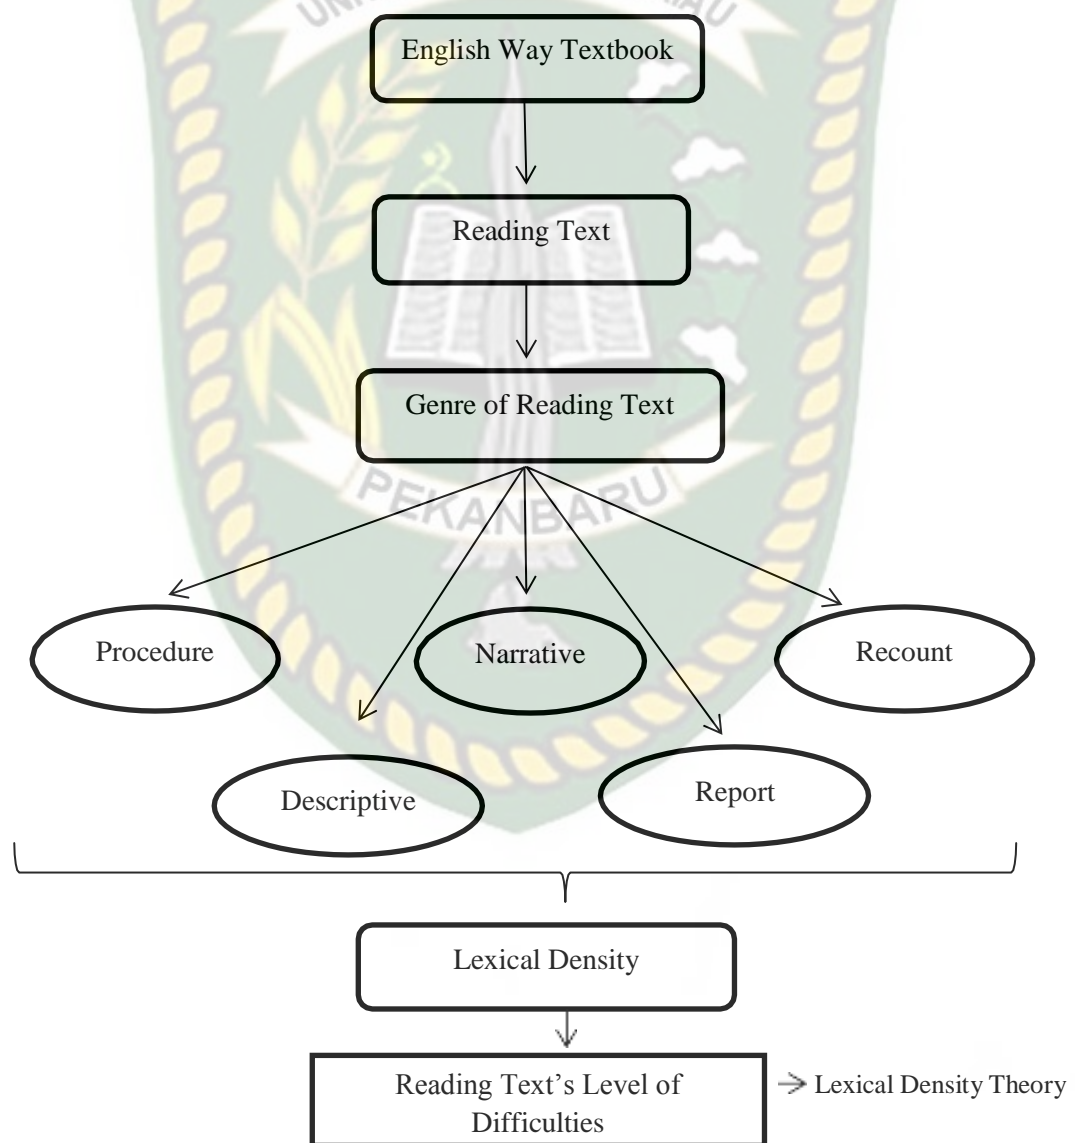 English Way Textbook
Reading Text
Genre of Reading Text
PEKANBARU
Procedure
Narrative
Recount
Descriptive
Report
Lexical Density
Reading Text’s Level of
Difficulties
Lexical Density Theory